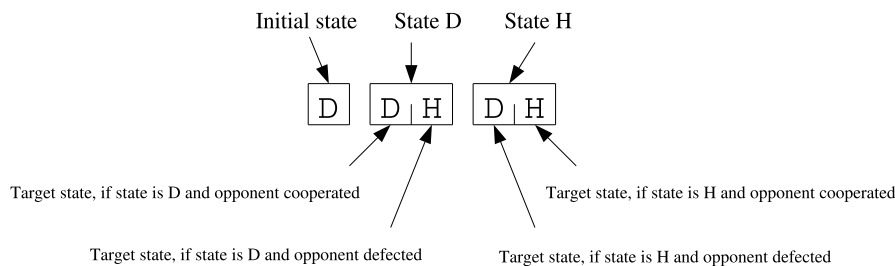 Initial state State D State H
D D H D H
Target state, if state is D and opponent cooperated Target state, if state is H and opponent cooperated
Target state, if state is D and opponent defected Target state, if state is H and opponent defected